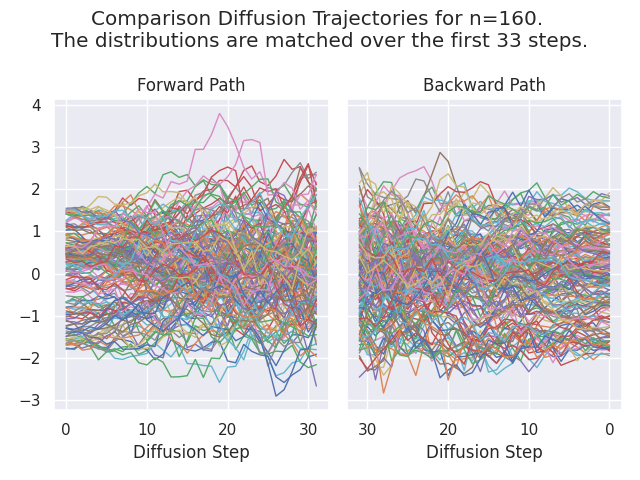 Comparison Diffusion Trajectories for n=160.
The distributions are matched over the first 33 steps.
Forward Path
Backward Path
4
3
2
1
0
−1
−2
−3
0 10 20 30
30 20 10 0
Diffusion Step
Diffusion Step